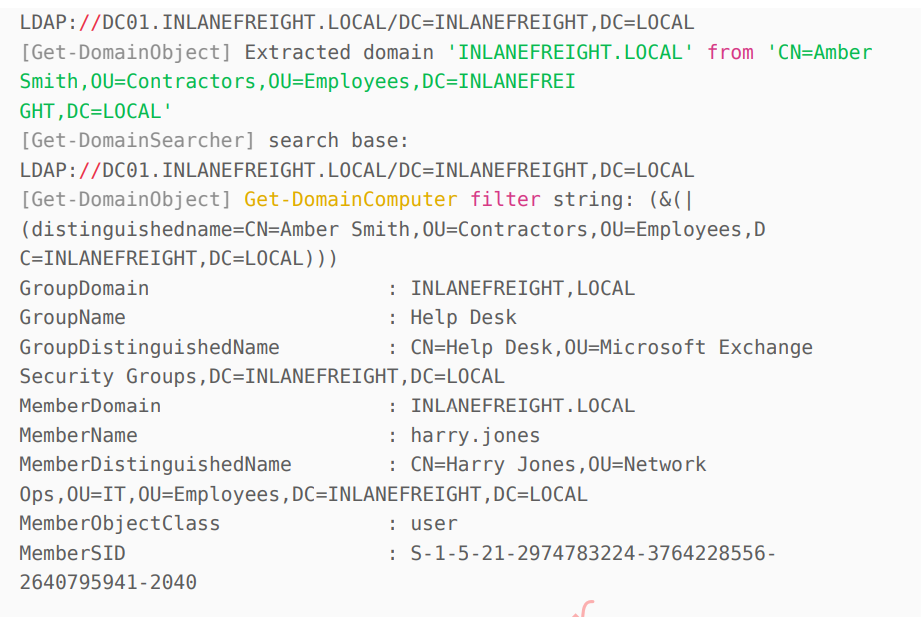 LDAP://DC01.INLANEFREIGHT.LOCAL/DC=INLANEFREIGHT,DC=LOCAL
[Get-DomainObject] Extracted domain 'INLANEFREIGHT.LOCAL' from 'CN=Amber
Smith,OU=Contractors,OU=Employees,DC=INLANEFREI
GHT,DC=LOCAL'
[Get-DomainSearcher] search base:
LDAP://DC01.INLANEFREIGHT.LOCAL/DC=INLANEFREIGHT,DC=LOCAL
[Get-DomainObject] Get-DomainComputer filter string: (&(|
(distinguishedname=CN=Amber Smith,OU=Contractors,OU=Employees,D
C=INLANEFREIGHT,DC=LOCAL)))
GroupDomain : INLANEFREIGHT,LOCAL
GroupName : Help Desk
GroupDistinguishedName : CN=Help Desk,OU=Microsoft Exchange
Security Groups,DC=INLANEFREIGHT,DC=LOCAL
MemberDomain : INLANEFREIGHT.LOCAL
MemberName : harry.jones
MemberDistinguishedName : CN=Harry Jones,OU=Network
Ops,OU=IT,OU=Employees,DC=INLANEFREIGHT,DC=LOCAL
MemberObjectClass : user
MemberSID : S-1-5-21-2974783224-3764228556-
2640795941-2040